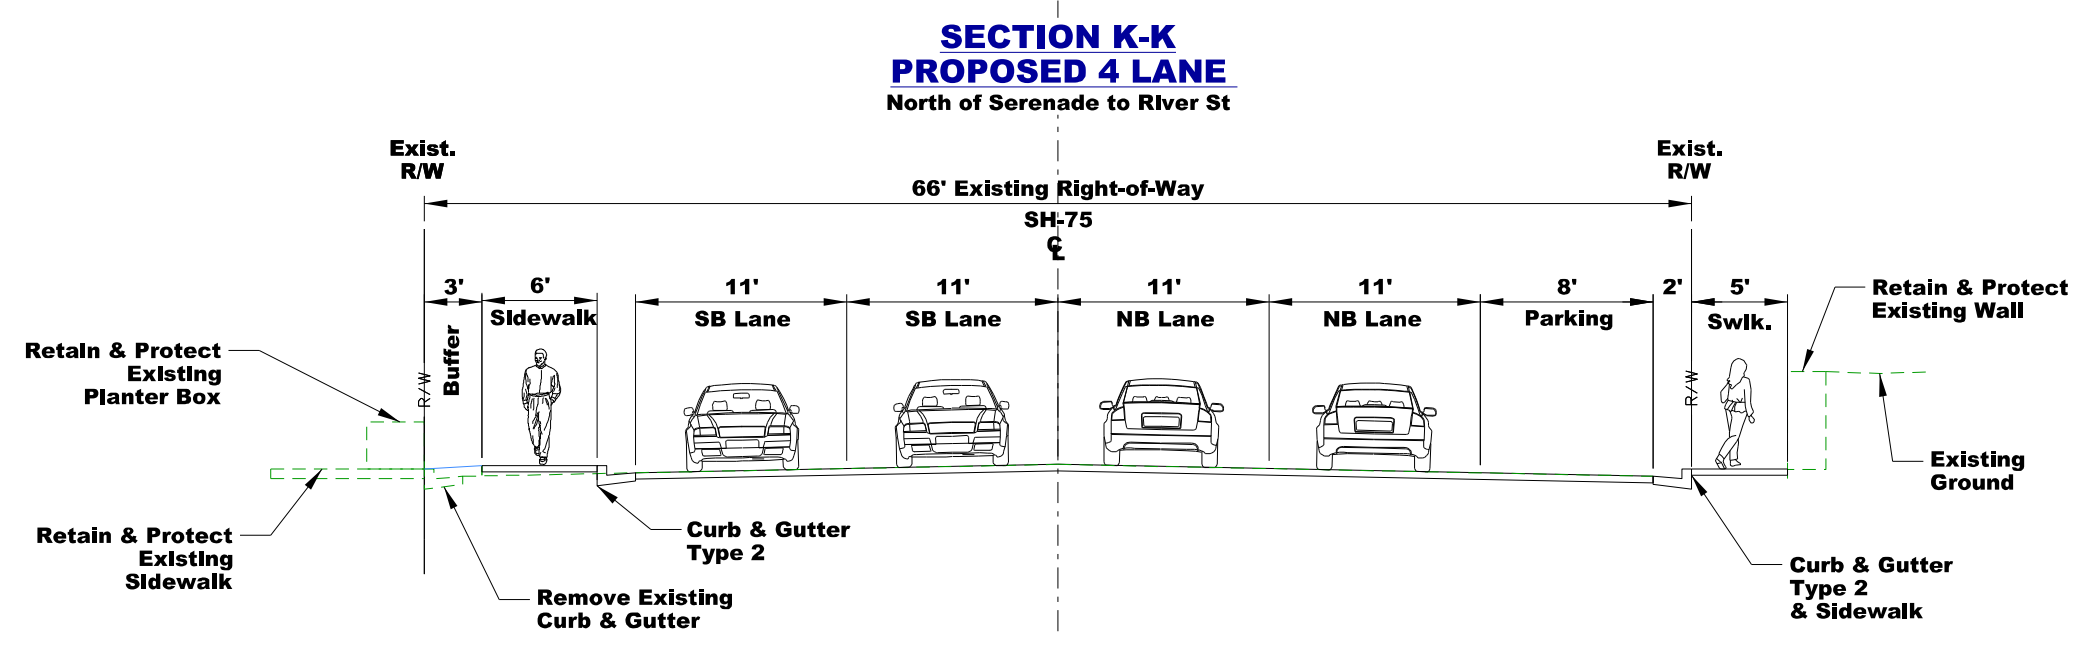 SECTION K-K
PROPOSED 4 LANE
North of Serenade to River St
Exist.
R/W
Exist.
R/W
66' Existing Right-of-Way
SH-75
℄
3'
6'
11'
11'
11'
11'
8'
2'
5'
Buffer
Sidewalk
SB Lane
SB Lane
NB Lane
NB Lane
Parking
Swlk.
R/W
R/W
Retain & Protect
Existing
Planter Box
Retain & Protect
Existing Wall
Existing
Ground
Retain & Protect
Existing
Sidewalk
Curb & Gutter
Type 2
Remove Existing
Curb & Gutter
Curb & Gutter
Type 2
& Sidewalk